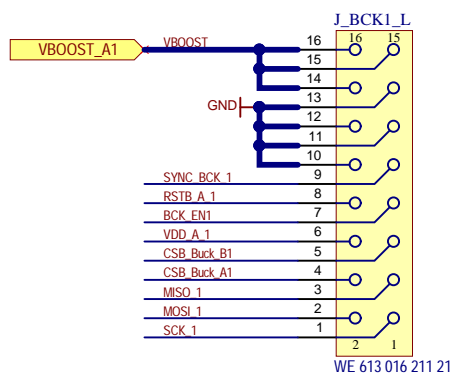 J_BCK1_L
VBOOST_A1
VBOOST
16
16
15
15
14
GND
13
12
11
10
SYNC_BCK_1
9
RSTB_A_1
8
BCK_EN1
7
VDD_A_1
6
CSB_Buck_B1
5
CSB_Buck_A1
4
MISO_1
3
MOSI_1
2
SCK_1
1
2
1
WE 613 016 211 21